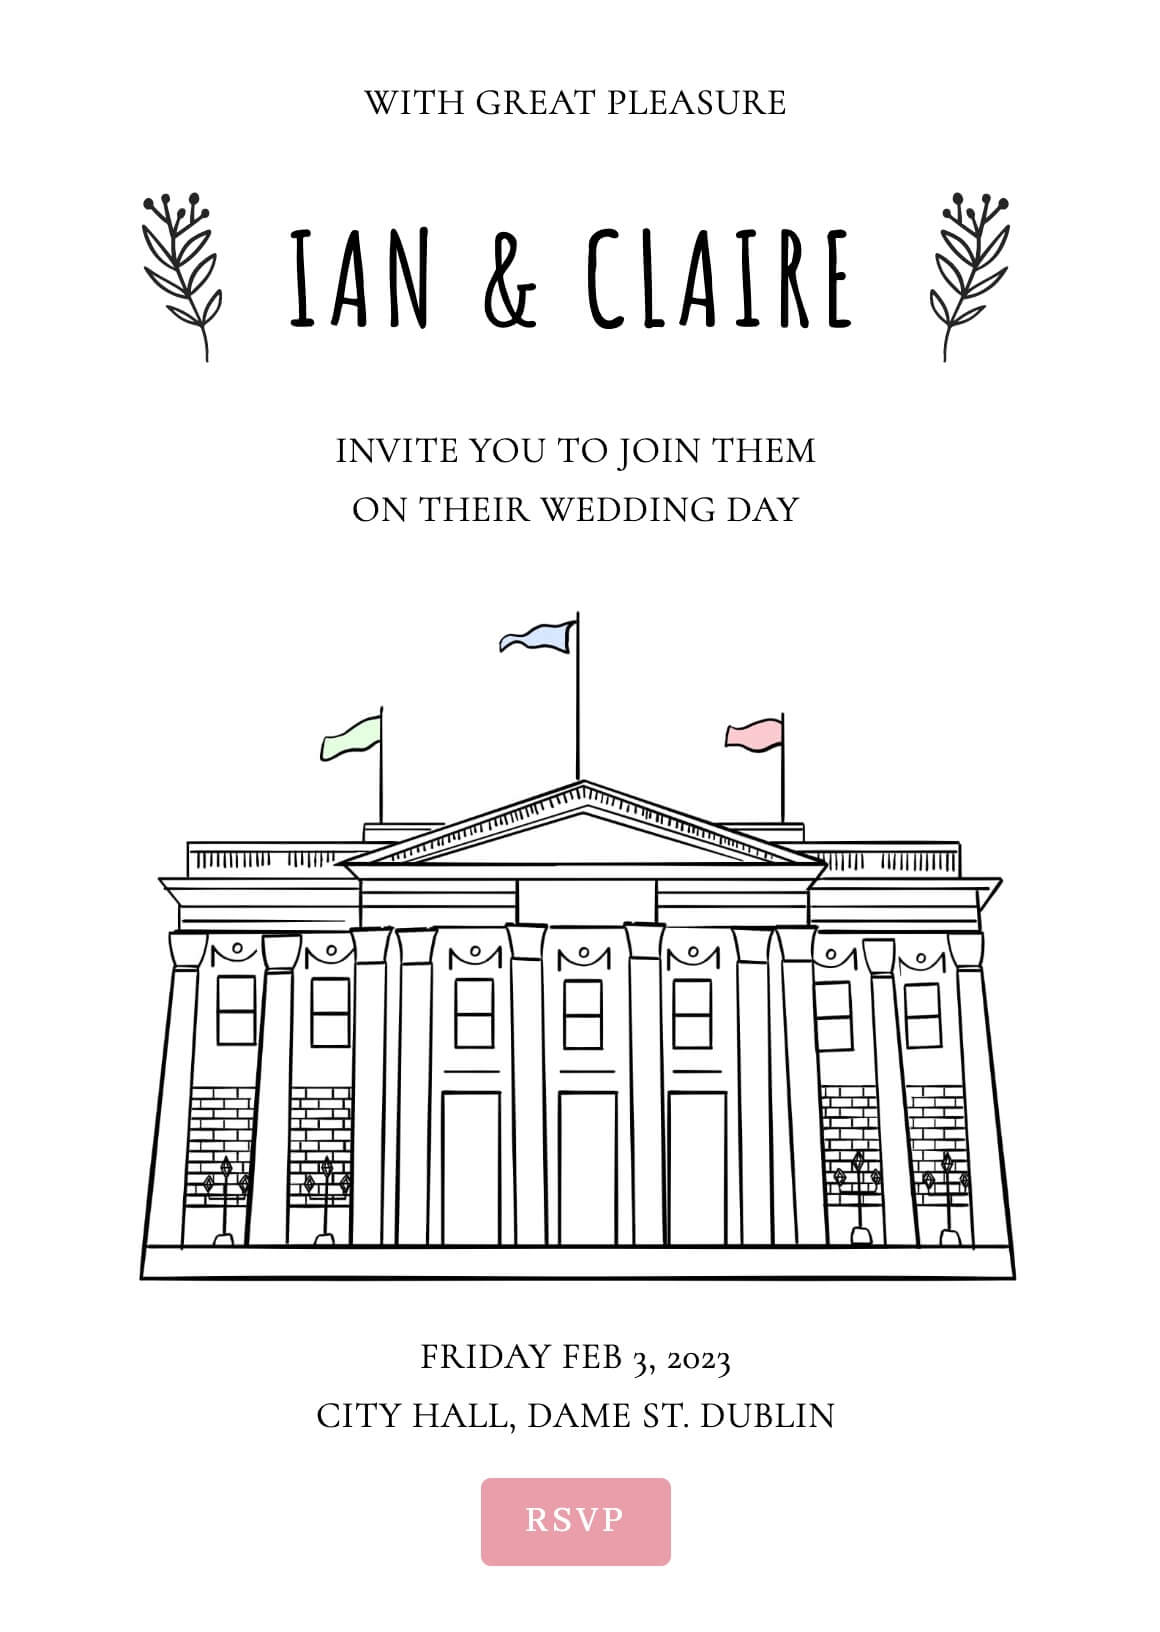 WITH GREAT PLEASURE
IAN & CLAIRE
INVITE YOU TO JOIN THEM
ON THEIR WEDDING DAY
FRIDAY FEB 3, 2023
CITY HALL, DAME ST. DUBLIN
RSVP